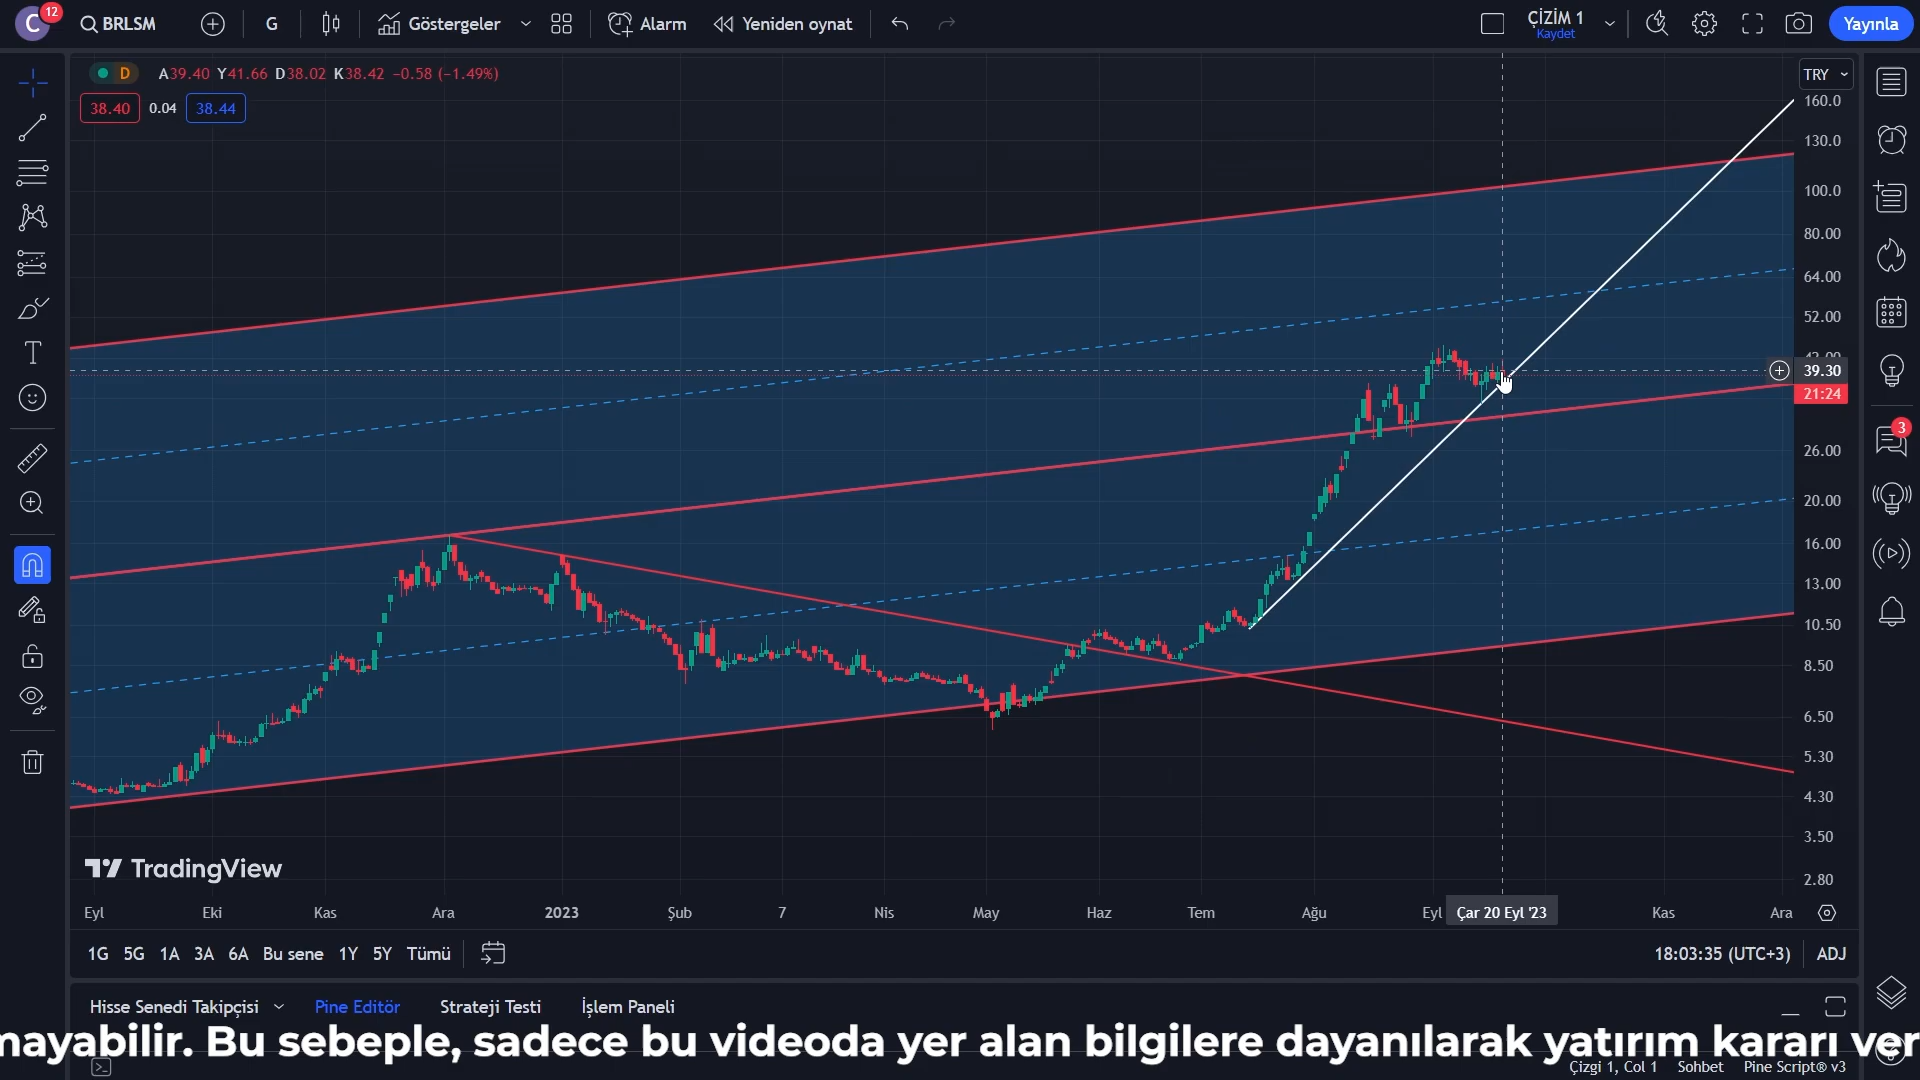 C
12
BRLSM
G
Göstergeler
Alarm
Yeniden oynat
ÇİZİM 1
Kaydet
Yayınla
D
A39.40 Y41.66 D38.02 K38.42 −0.58 (−1.49%)
38.40
0.04
38.44
TRY
160.0
130.0
100.0
80.00
64.00
52.00
39.30
21:24
26.00
20.00
16.00
13.00
10.50
8.50
6.50
5.30
4.30
3.50
2.80
3
TradingView
Eyl
Eki
Kas
Ara
2023
Şub
7
Nis
May
Haz
Tem
Ağu
Eyl
Çar 20 Eyl '23
Kas
Ara
1G 5G 1A 3A 6A Bu sene 1Y 5Y Tümü
18:03:35 (UTC+3)
ADJ
Hisse Senedi Takipçisi
Pine Editör
Strateji Testi
İşlem Paneli
mayabilir. Bu sebeple, sadece bu videoda yer alan bilgilere dayanılarak yatırım kararı ver
Çizgi 1, Col 1
Sohbet
Pine Script® v3